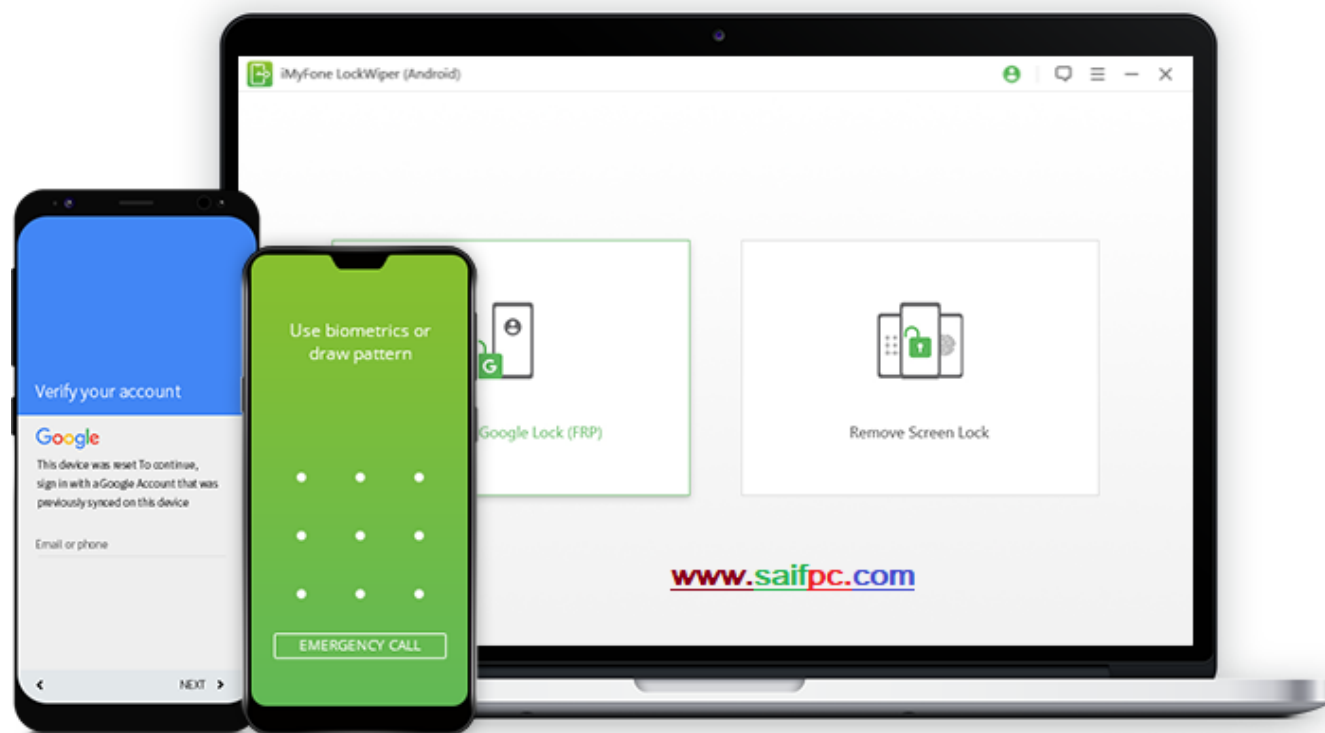 iMyFone LockWiper (Android)
Google Lock (FRP)
Remove Screen Lock
www.saifpc.com
Verify your account
Google
This device was reset To continue,
sign in with a Google Account that was
previously synced on this device
Email or phone
NEXT
Use biometrics or
draw pattern
EMERGENCY CALL
G